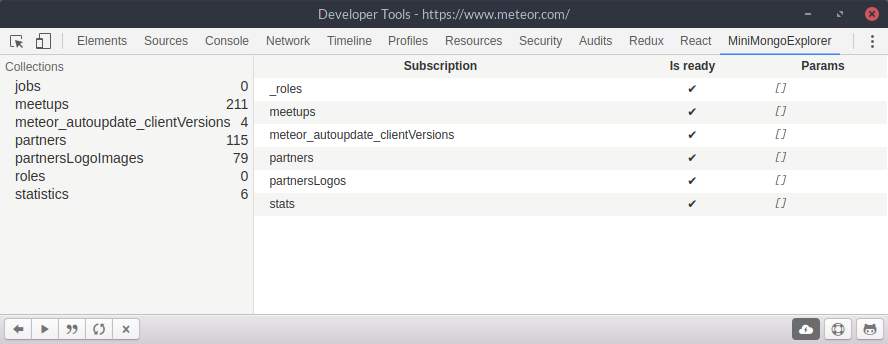 Developer Tools - https://www.meteor.com/
Elements Sources Console Network Timeline Profiles Resources Security Audits Redux React MiniMongoExplorer
Collections
jobs 0
meetups 211
meteor_autoupdate_clientVersions 4
partners 115
partnersLogoImages 79
roles 0
statistics 6
Subscription Is ready Params
_roles ✔ []
meetups ✔ []
meteor_autoupdate_clientVersions ✔ []
partners ✔ []
partnersLogos ✔ []
stats ✔ []